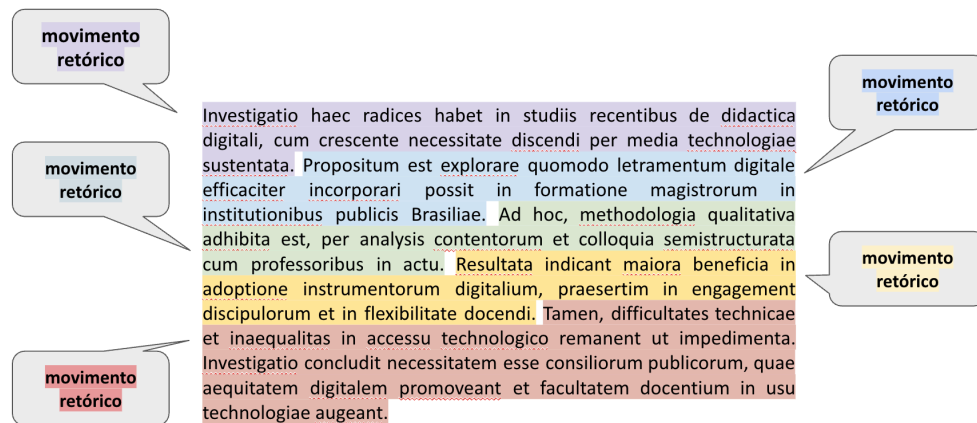 movimento
retórico
movimento
retórico
Investigatio haec radices habet in studiis recentibus de didactica
digitali, cum crescente necessitate discendi per media technologiae
sustentata. Propositum est explorare quomodo letramentum digitale
efficaciter incorporari possit in formatione magistrorum in
institutionibus publicis Brasiliae. Ad hoc, methodologia qualitativa
adhibita est, per analysis contentorum et colloquia semistructurata
cum professoribus in actu. Resultata indicant maiora beneficia in
adoptione instrumentorum digitalium, praesertim in engagement
discipulorum et in flexibilitate docendi. Tamen, difficultates technicae
et inaequalitas in accessu technologico remanent ut impedimenta.
Investigatio concludit necessitatem esse consiliorum publicorum, quae
aequitatem digitalem promoveant et facultatem docentium in usu
technologiae augeant.
movimento
retórico
movimento
retórico
movimento
retórico